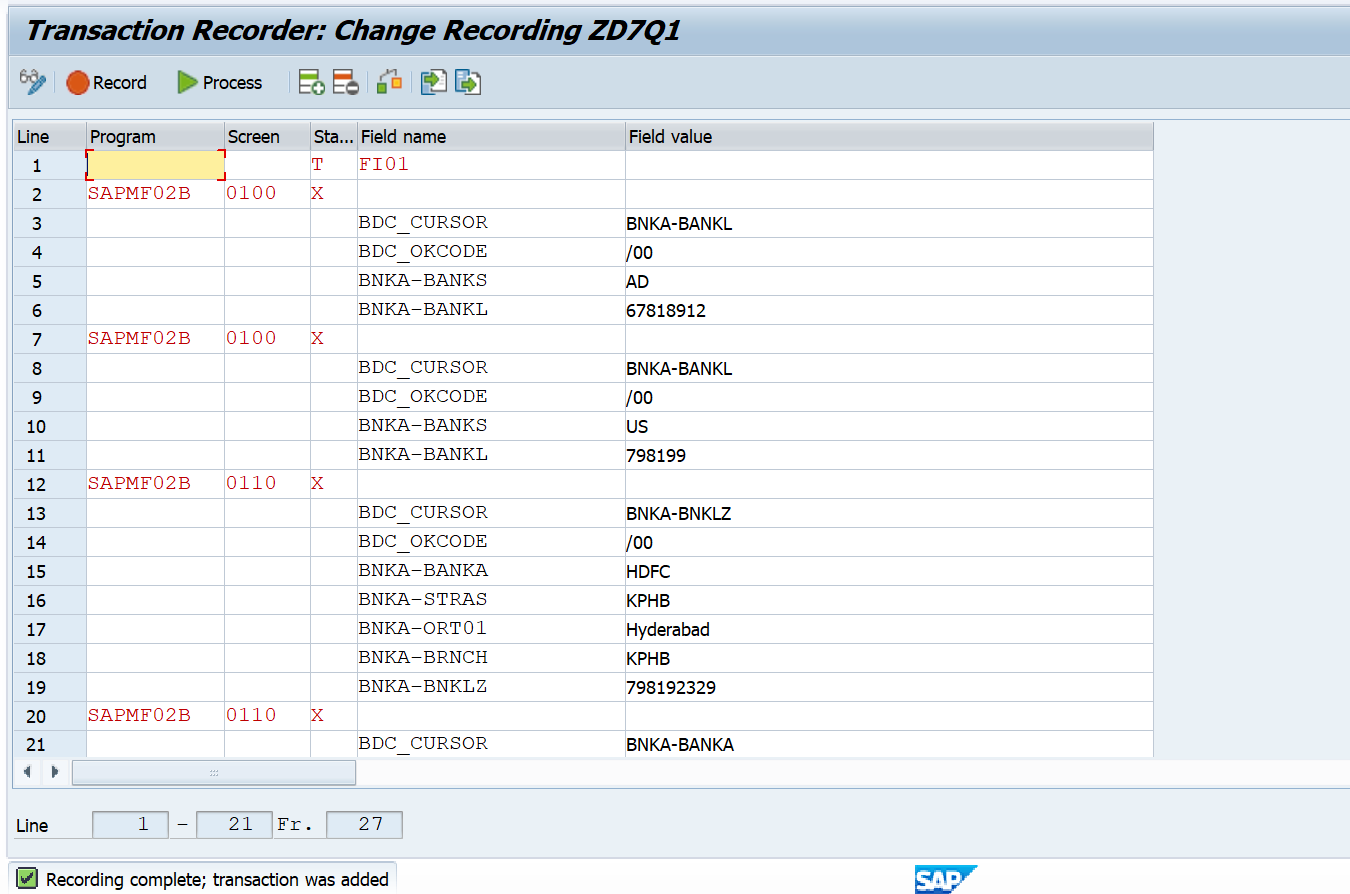 Transaction Recorder: Change Recording ZD7Q1
Record Process
Line Program Screen Sta... Field name Field value
1 T FI01
2 SAPMF02B 0100 X
3 BDC_CURSOR BNKA-BANKL
4 BDC_OKCODE /00
5 BNKA-BANKS AD
6 BNKA-BANKL 67818912
7 SAPMF02B 0100 X
8 BDC_CURSOR BNKA-BANKL
9 BDC_OKCODE /00
10 BNKA-BANKS US
11 BNKA-BANKL 798199
12 SAPMF02B 0110 X
13 BDC_CURSOR BNKA-BNKLZ
14 BDC_OKCODE /00
15 BNKA-BANKA HDFC
16 BNKA-STRAS KPHB
17 BNKA-ORT01 Hyderabad
18 BNKA-BRNCH KPHB
19 BNKA-BNKLZ 798192329
20 SAPMF02B 0110 X
21 BDC_CURSOR BNKA-BANKA
Line 1 - 21 Fr. 27
Recording complete; transaction was added
SAP